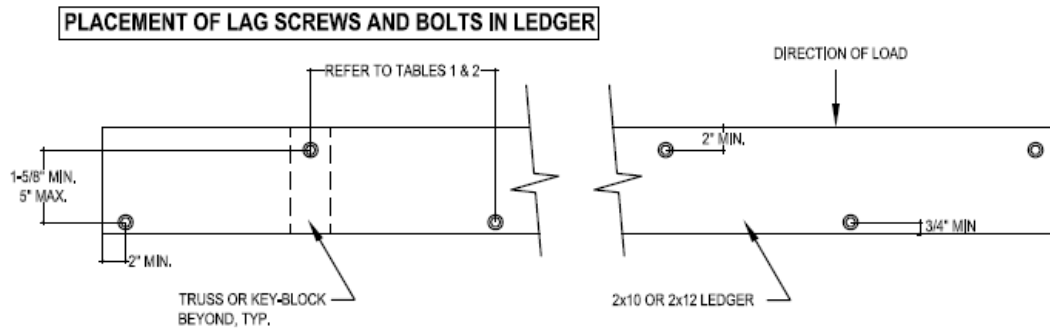 PLACEMENT OF LAG SCREWS AND BOLTS IN LEDGER
DIRECTION OF LOAD
REFER TO TABLES 1 & 2
2" MIN.
1-5/8" MIN.
5" MAX.
3/4" MIN
2" MIN.
TRUSS OR KEY-BLOCK
BEYOND, TYP.
2x10 OR 2x12 LEDGER